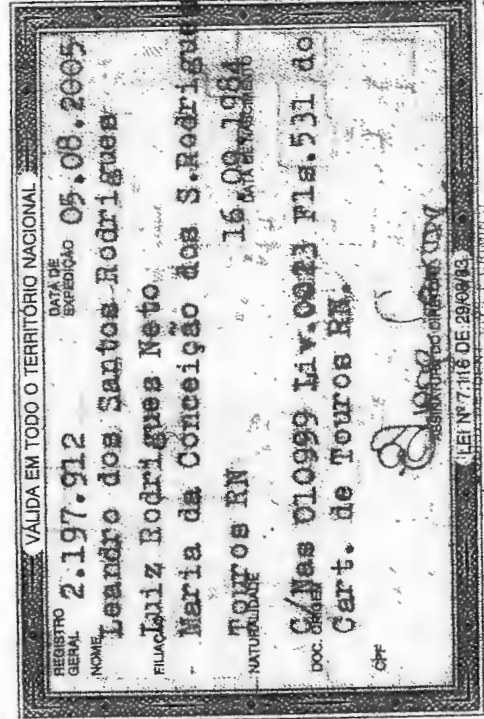 VÁLIDA EM TODO O TERRITÓRIO NACIONAL
REGISTRO GERAL 2.197.912 DATA DE EXPEDIÇÃO 05.08.2005
NOME Leandro dos Santos Rodrigues
FILIAÇÃO Luiz Rodrigues Neto
Maria da Conceição dos S.Rodrigue
NATURALIDADE Touros RN DATA DE NASCIMENTO 16.09.1984
DOC. ORIGEM C/Nas 010999 Liv. Fls.531 do
Cart. de Touros RN.
CPF
ASSINATURA DO DIRETOR
LEI Nº 7.116 DE 29/08/83